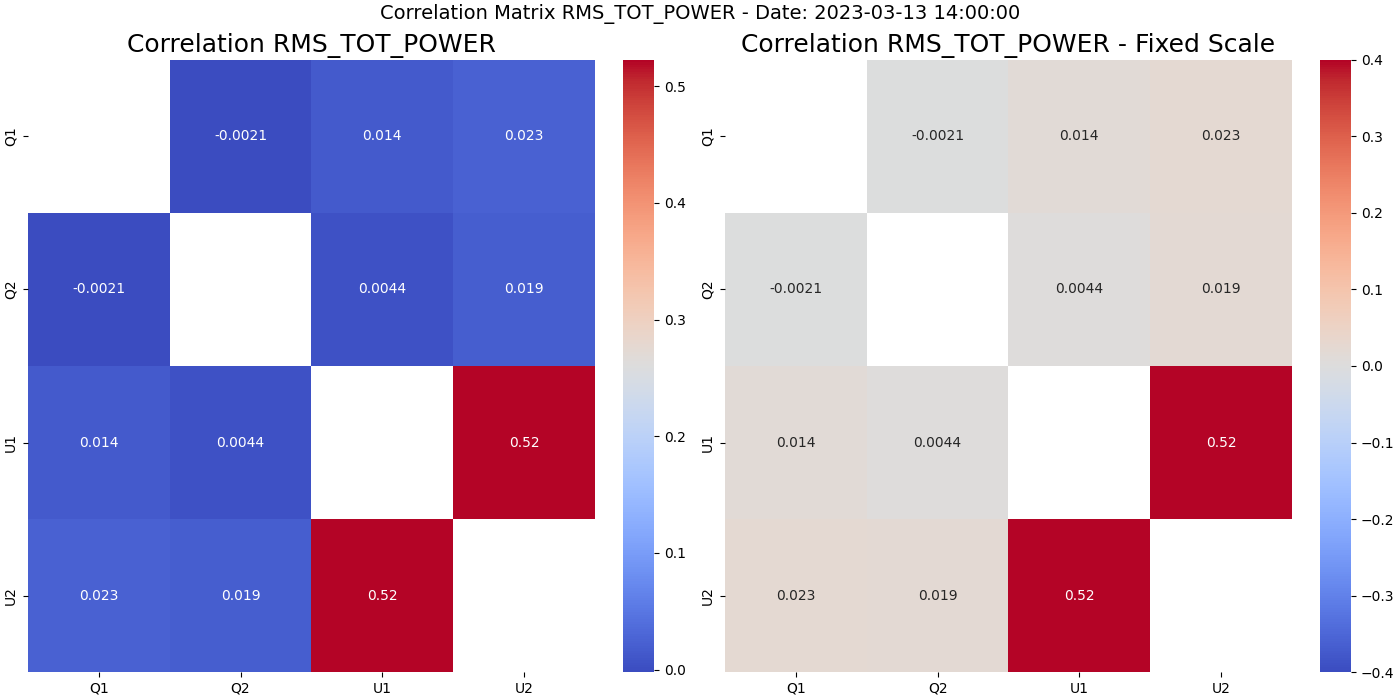 Correlation Matrix RMS_TOT_POWER - Date: 2023-03-13 14:00:00
Correlation RMS_TOT_POWER
Q1
-0.0021
0.014
0.023
Q2
-0.0021
0.0044
0.019
U1
0.014
0.0044
0.52
U2
0.023
0.019
0.52
Q1
Q2
U1
U2
0.5
0.4
0.3
0.2
0.1
0.0
Correlation RMS_TOT_POWER - Fixed Scale
Q1
-0.0021
0.014
0.023
Q2
-0.0021
0.0044
0.019
U1
0.014
0.0044
0.52
U2
0.023
0.019
0.52
Q1
Q2
U1
U2
0.4
0.3
0.2
0.1
0.0
−0.1
−0.2
−0.3
−0.4